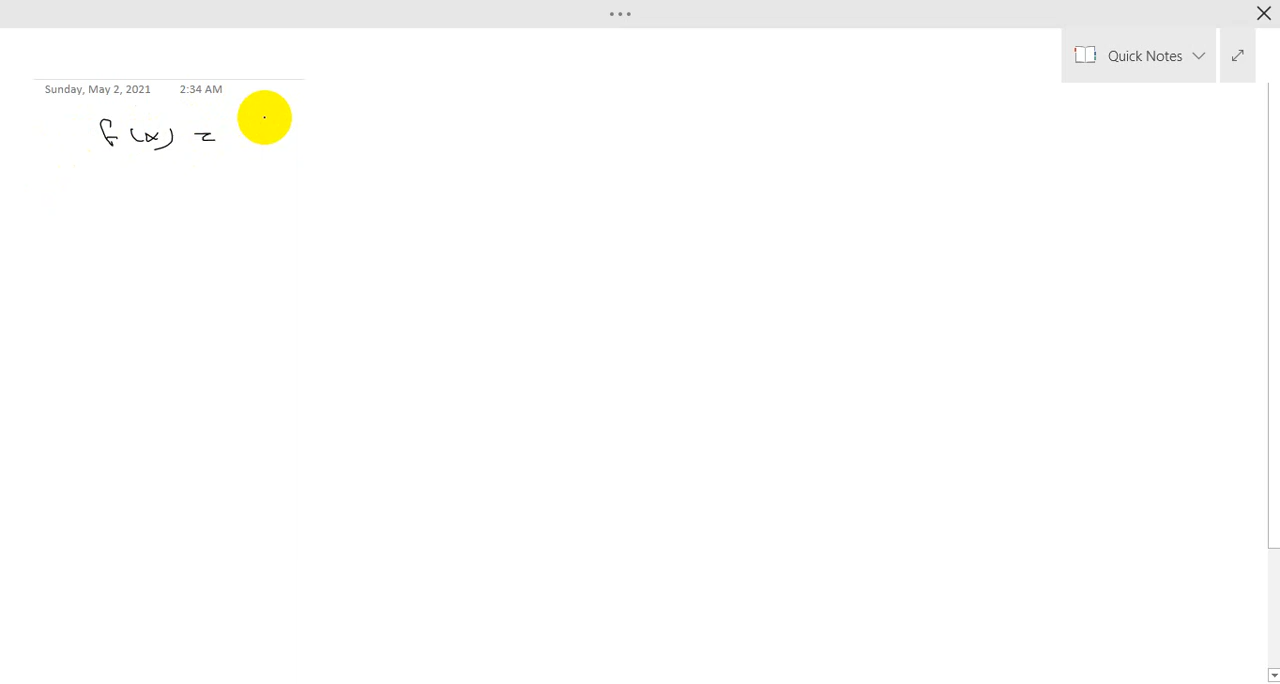 Quick Notes
Sunday, May 2, 2021 2:34 AM
f(x) =